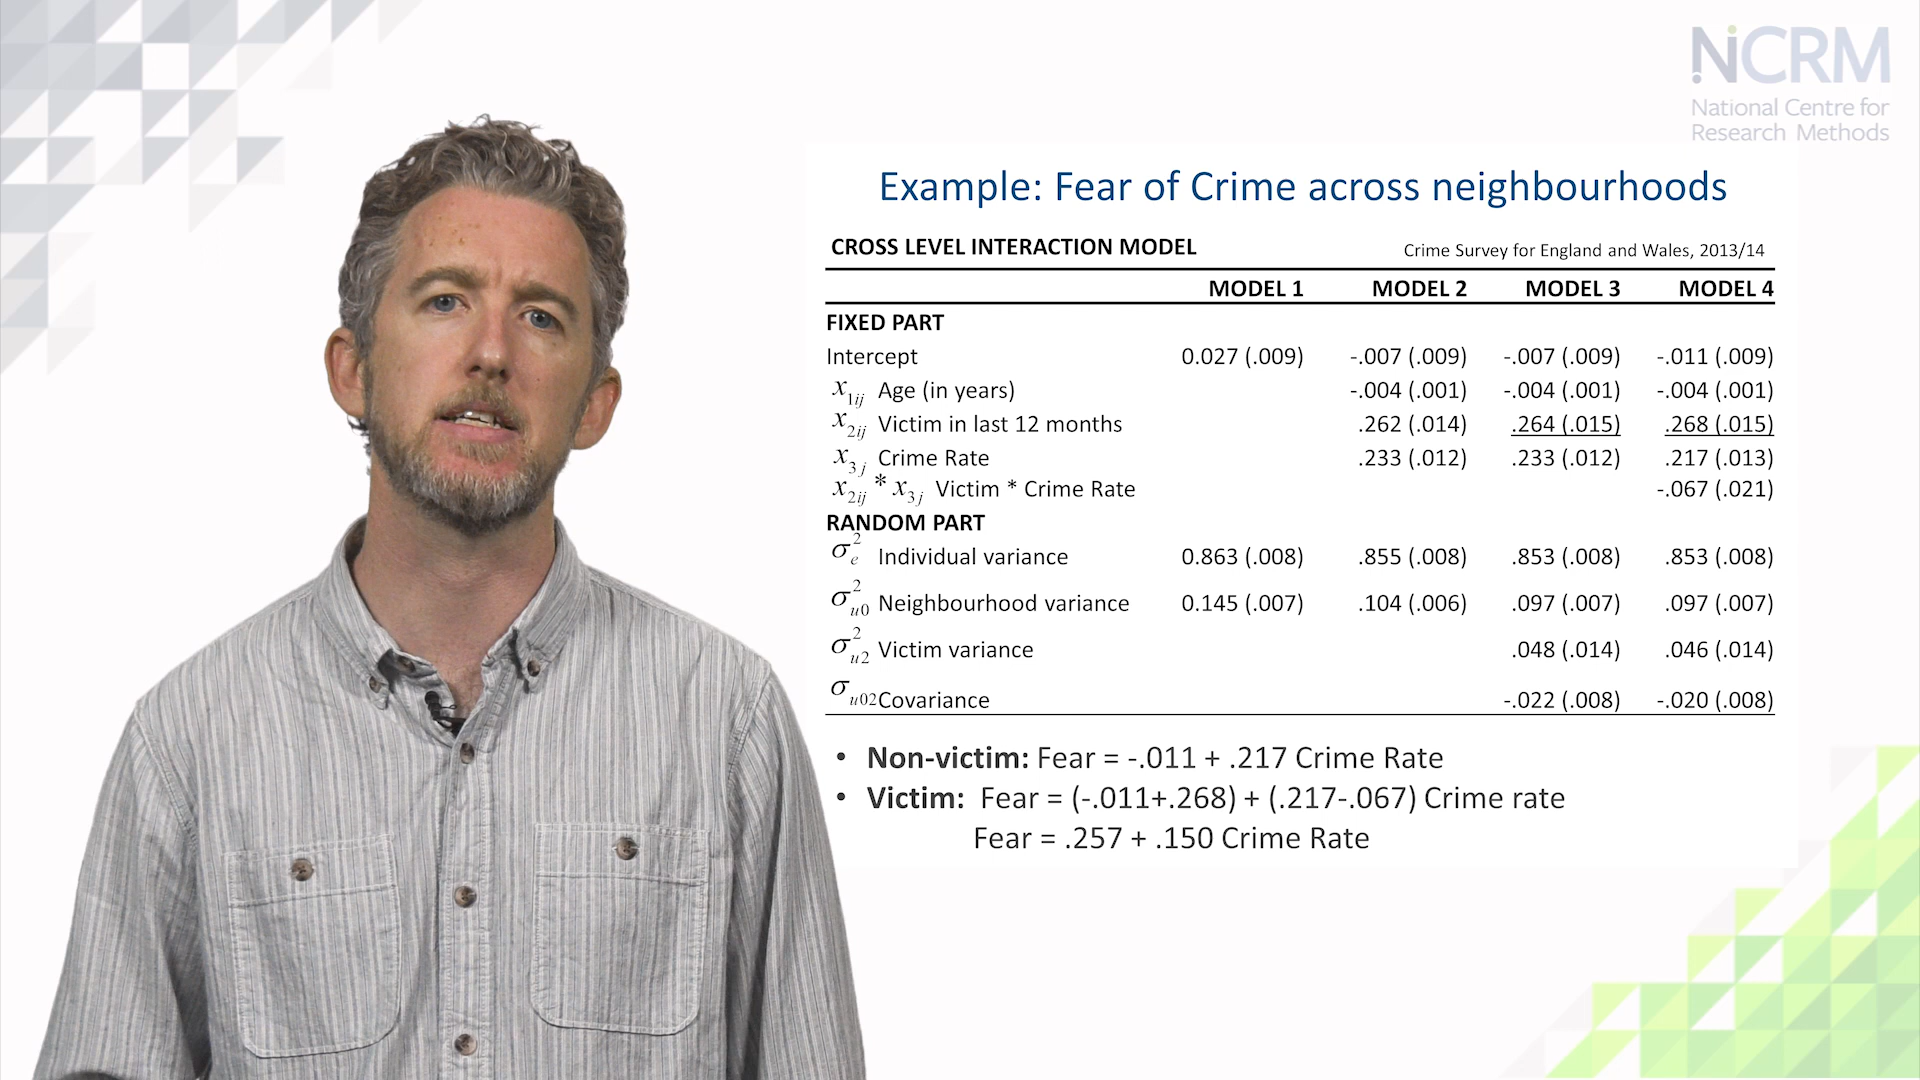 NCRM
National Centre for
Research Methods
Example: Fear of Crime across neighbourhoods
CROSS LEVEL INTERACTION MODEL Crime Survey for England and Wales, 2013/14
MODEL 1 MODEL 2 MODEL 3 MODEL 4
FIXED PART
Intercept 0.027 (.009) -.007 (.009) -.007 (.009) -.011 (.009)
x1ij Age (in years) -.004 (.001) -.004 (.001) -.004 (.001)
x2ij Victim in last 12 months .262 (.014) .264 (.015) .268 (.015)
x3j Crime Rate .233 (.012) .233 (.012) .217 (.013)
x2ij * x3j Victim * Crime Rate -.067 (.021)
RANDOM PART
σ²e Individual variance 0.863 (.008) .855 (.008) .853 (.008) .853 (.008)
σ²u0 Neighbourhood variance 0.145 (.007) .104 (.006) .097 (.007) .097 (.007)
σ²u2 Victim variance .048 (.014) .046 (.014)
σu02 Covariance -.022 (.008) -.020 (.008)
• Non-victim: Fear = -.011 + .217 Crime Rate
• Victim: Fear = (-.011+.268) + (.217-.067) Crime rate
Fear = .257 + .150 Crime Rate